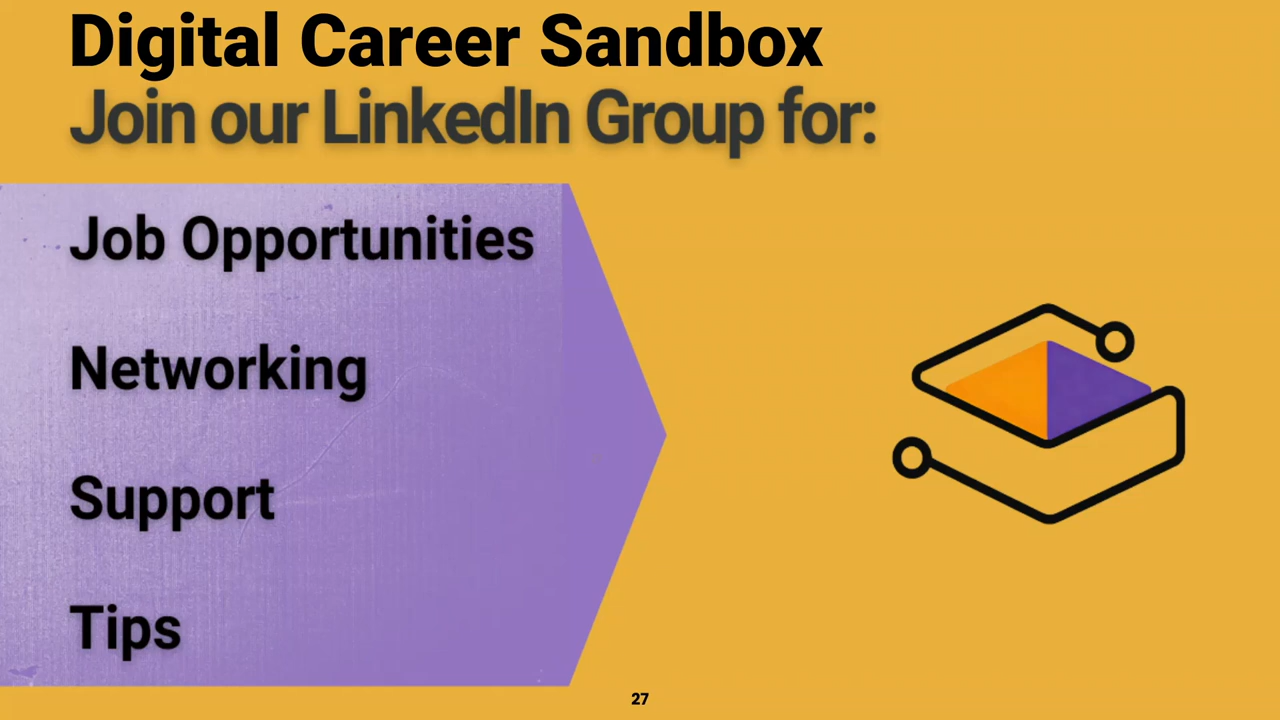 Digital Career Sandbox
Join our LinkedIn Group for:
Job Opportunities
Networking
Support
Tips
27